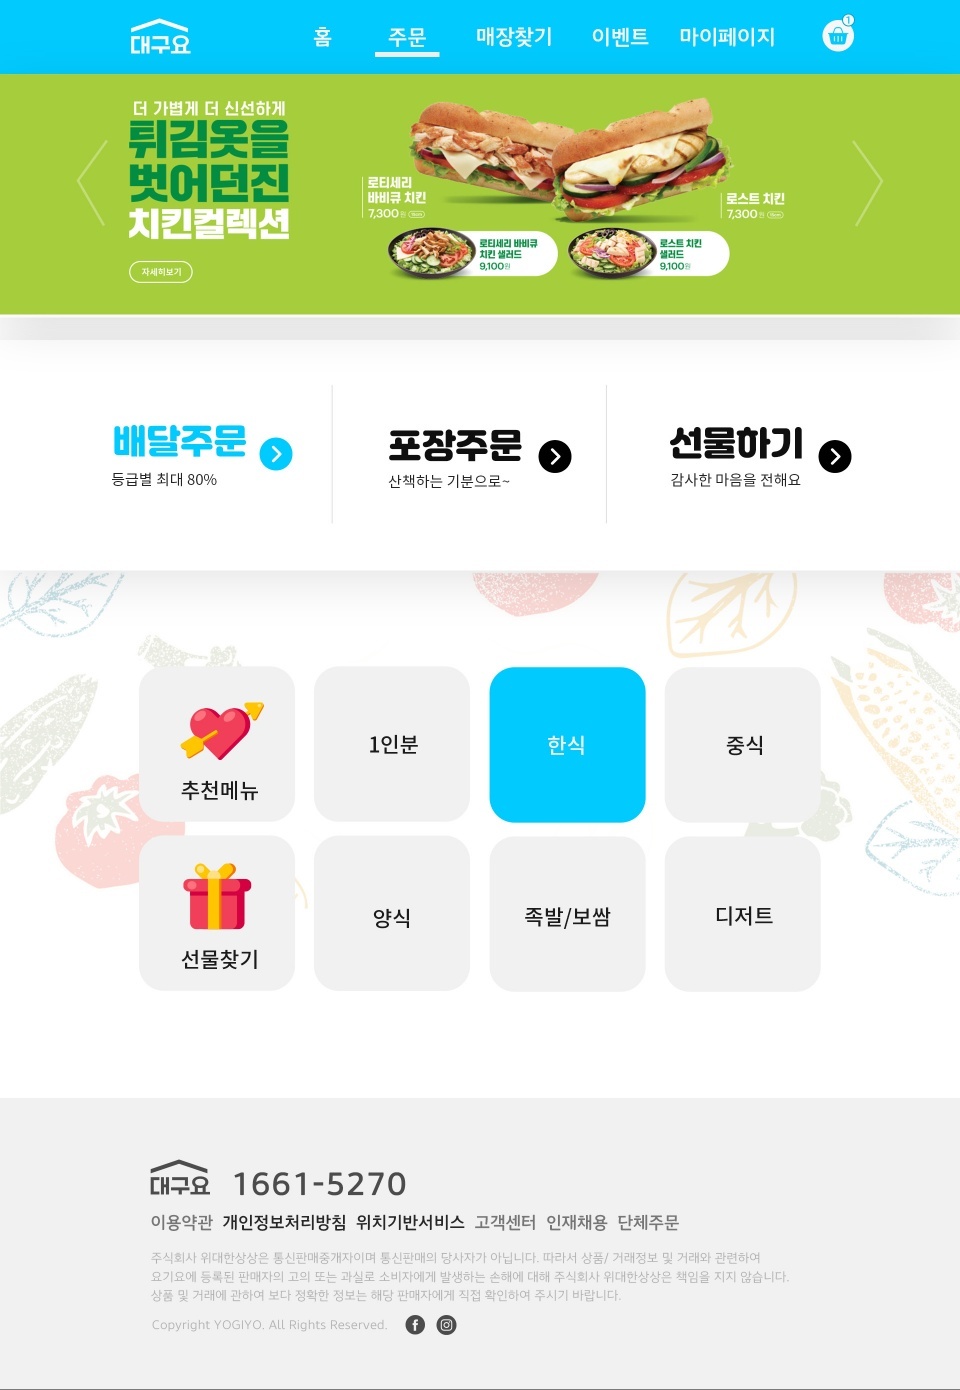 대구요
홈 주문 매장찾기 이벤트 마이페이지
1
더 가볍게 더 신선하게
튀김옷을
벗어던진
치킨컬렉션
자세히보기
로티세리
바비큐 치킨
7,300원 New
로스트 치킨
7,300원 New
로티세리 바비큐
치킨 샐러드
9,100원
로스트 치킨
샐러드
9,100원
배달주문
등급별 최대 80%
포장주문
산책하는 기분으로~
선물하기
감사한 마음을 전해요
추천메뉴
1인분
한식
중식
선물찾기
양식
족발/보쌈
디저트
대구요 1661-5270
이용약관 개인정보처리방침 위치기반서비스 고객센터 인재채용 단체주문
주식회사 위대한상상은 통신판매중개자이며 통신판매의 당사자가 아닙니다. 따라서 상품/ 거래정보 및 거래와 관련하여
요기요에 등록된 판매자의 고의 또는 과실로 소비자에게 발생하는 손해에 대해 주식회사 위대한상상은 책임을 지지 않습니다.
상품 및 거래에 관하여 보다 정확한 정보는 해당 판매자에게 직접 확인하여 주시기 바랍니다.
Copyright YOGIYO. All Rights Reserved.